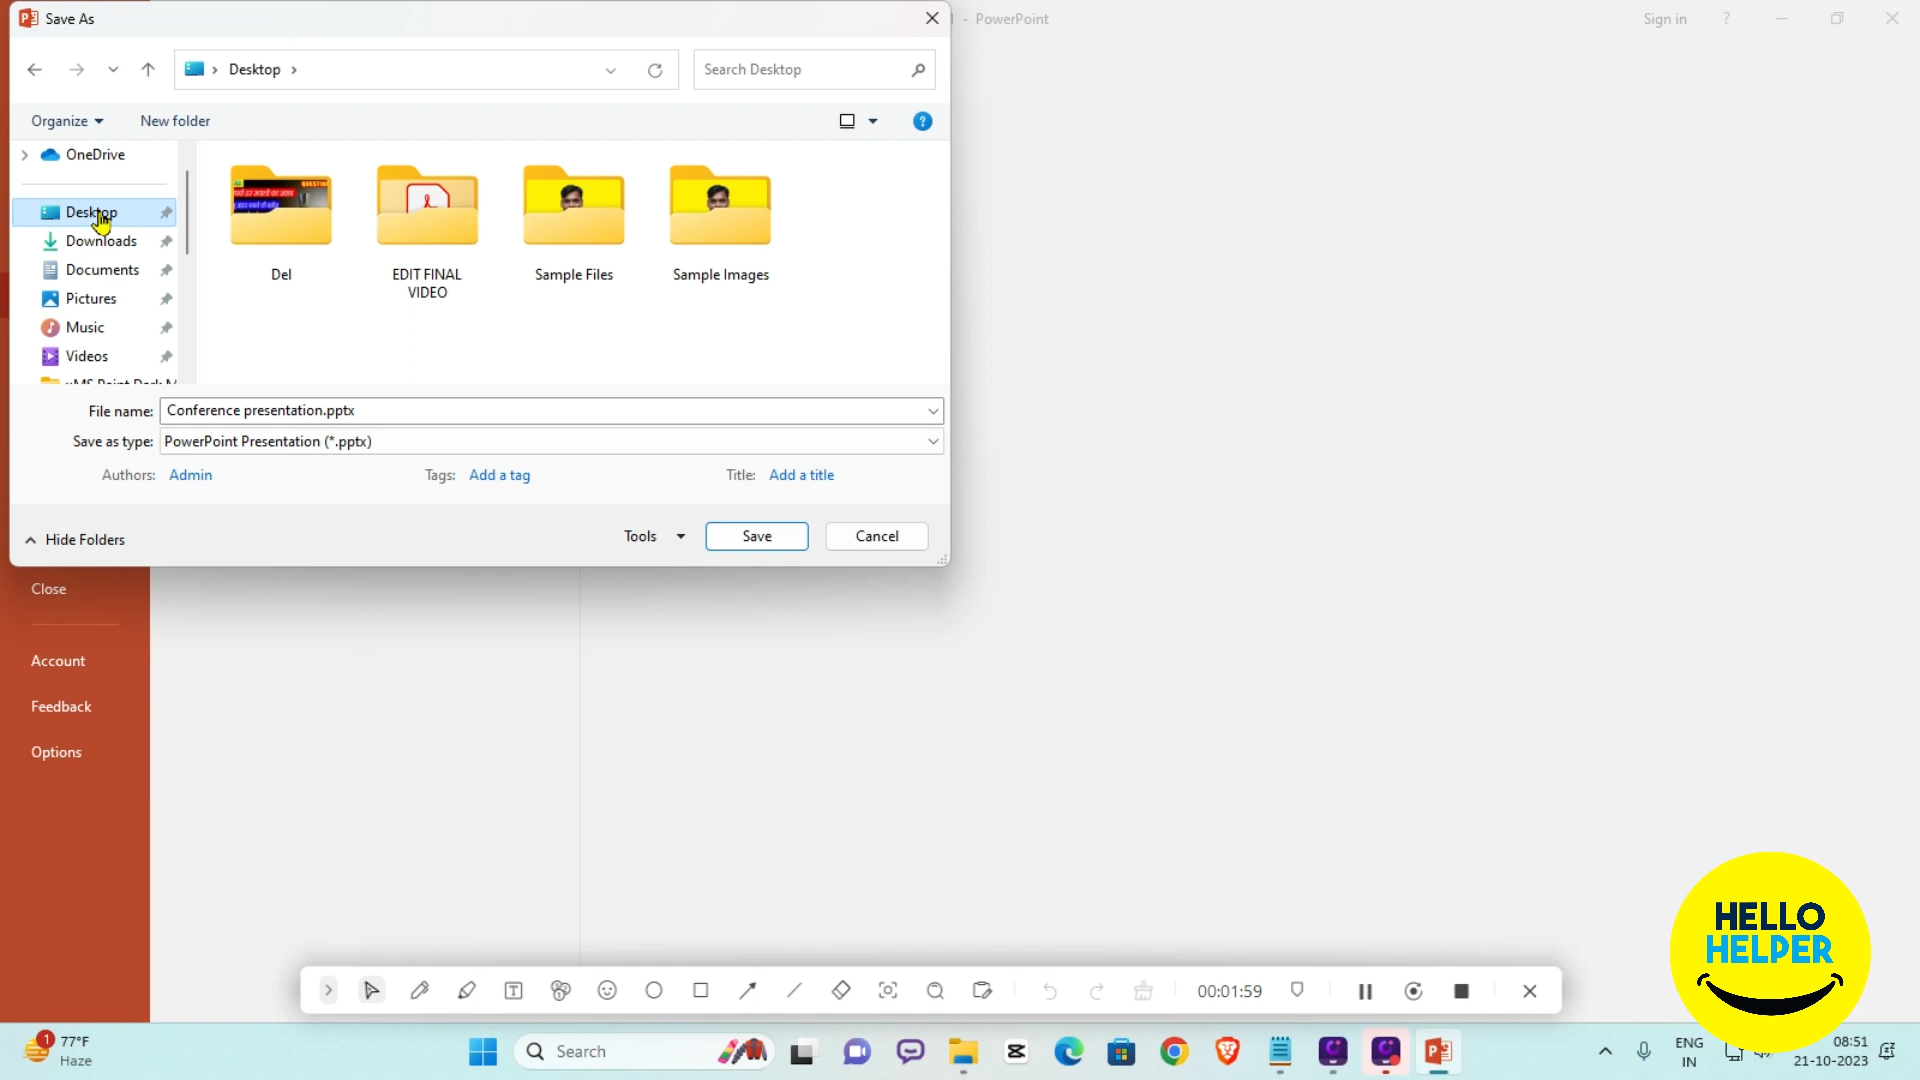 Save As
- PowerPoint
Sign in
?
Desktop
Search Desktop
Organize
New folder
?
OneDrive
Desktop
Downloads
Documents
Pictures
Music
Videos
QUESTI
Del
EDIT FINAL
VIDEO
Sample Files
Sample Images
File name:
Conference presentation.pptx
Save as type:
PowerPoint Presentation (*.pptx)
Authors:
Admin
Tags:
Add a tag
Title:
Add a title
Hide Folders
Tools
Save
Cancel
Close
Account
Feedback
Options
00:01:59
HELLO
HELPER
1
77°F
Haze
Search
ENG
IN
08:51
21-10-2023